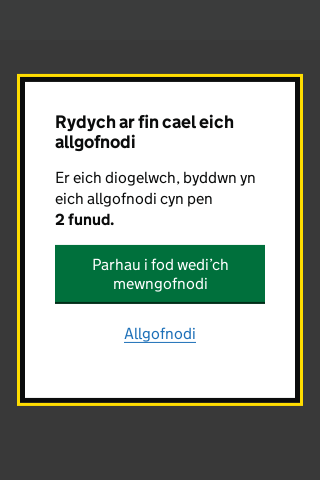 Rydych ar fin cael eich
allgofnodi
Er eich diogelwch, byddwn yn
eich allgofnodi cyn pen
2 funud.
Parhau i fod wedi’ch
mewngofnodi
Allgofnodi